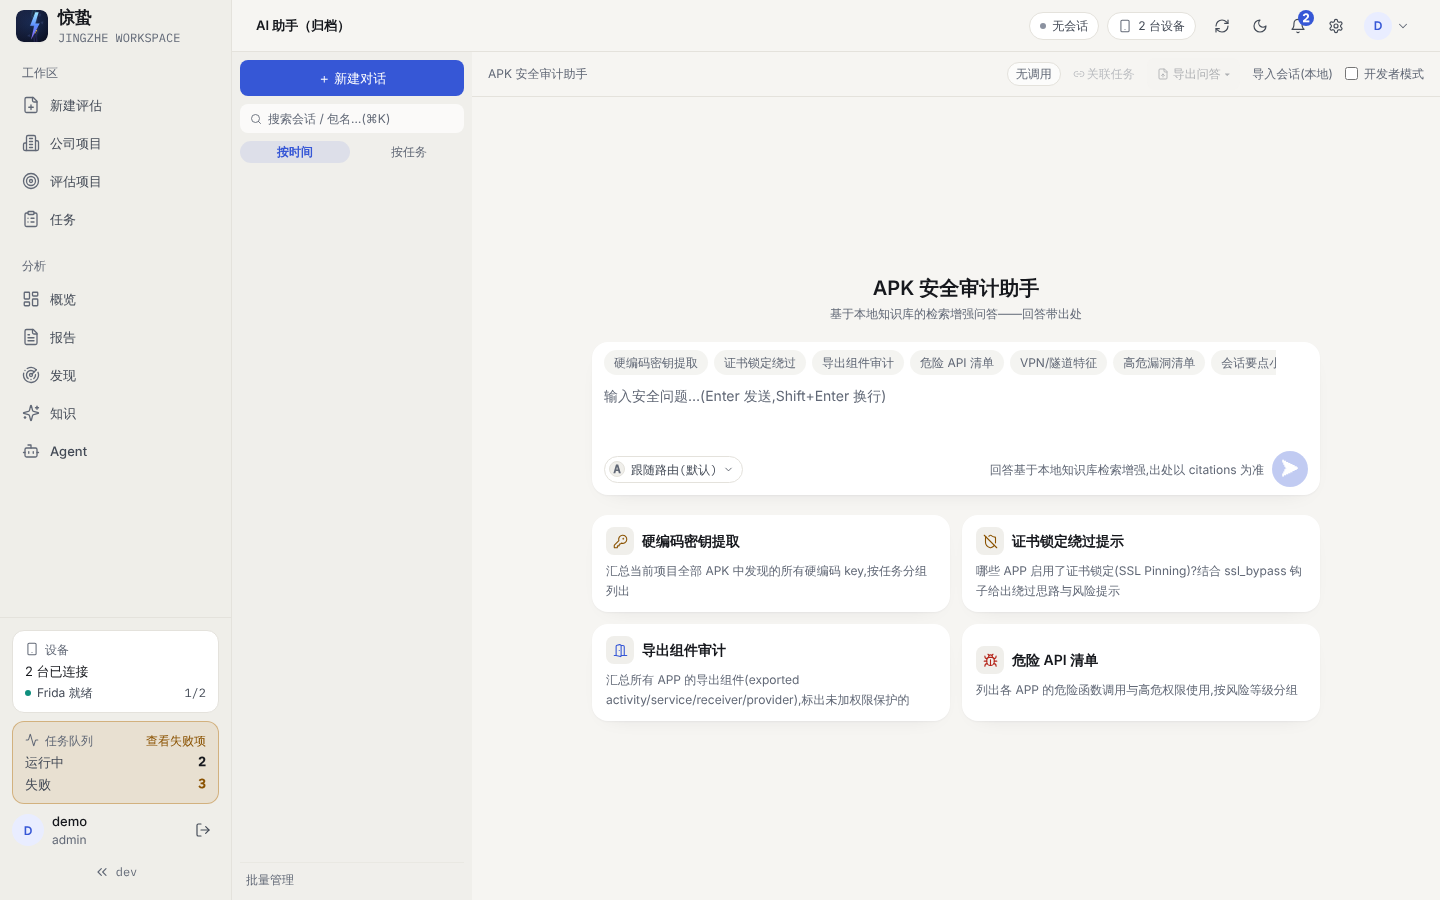 惊蛰
JINGZHE WORKSPACE
工作区
新建评估
公司项目
评估项目
任务
分析
概览
报告
发现
知识
Agent
设备
2 台已连接
Frida 就绪 1/2
任务队列 查看失败项
运行中 2
失败 3
D demo
admin
dev
AI 助手（归档）
无会话
2 台设备
2
D
+ 新建对话
搜索会话 / 包名...(⌘K)
按时间 按任务
批量管理
APK 安全审计助手
无调用 关联任务 导出问答 导入会话(本地) 开发者模式
APK 安全审计助手
基于本地知识库的检索增强问答——回答带出处
硬编码密钥提取 证书锁定绕过 导出组件审计 危险 API 清单 VPN/隧道特征 高危漏洞清单 会话要点
输入安全问题...(Enter 发送,Shift+Enter 换行)
A 跟随路由(默认)
回答基于本地知识库检索增强,出处以 citations 为准
硬编码密钥提取
汇总当前项目全部 APK 中发现的所有硬编码 key,按任务分组
列出
证书锁定绕过提示
哪些 APP 启用了证书锁定(SSL Pinning)?结合 ssl_bypass 钩
子给出绕过思路与风险提示
导出组件审计
汇总所有 APP 的导出组件(exported
activity/service/receiver/provider),标出未加权限保护的
危险 API 清单
列出各 APP 的危险函数调用与高危权限使用,按风险等级分组